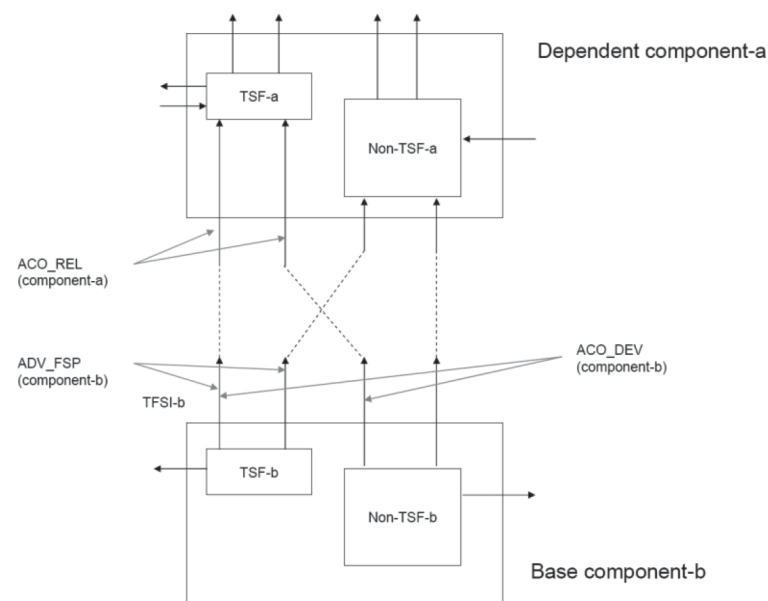 Dependent component-a
TSF-a
Non-TSF-a
ACO_REL
(component-a)
ADV_FSP
(component-b)
ACO_DEV
(component-b)
TFSI-b
TSF-b
Non-TSF-b
Base component-b